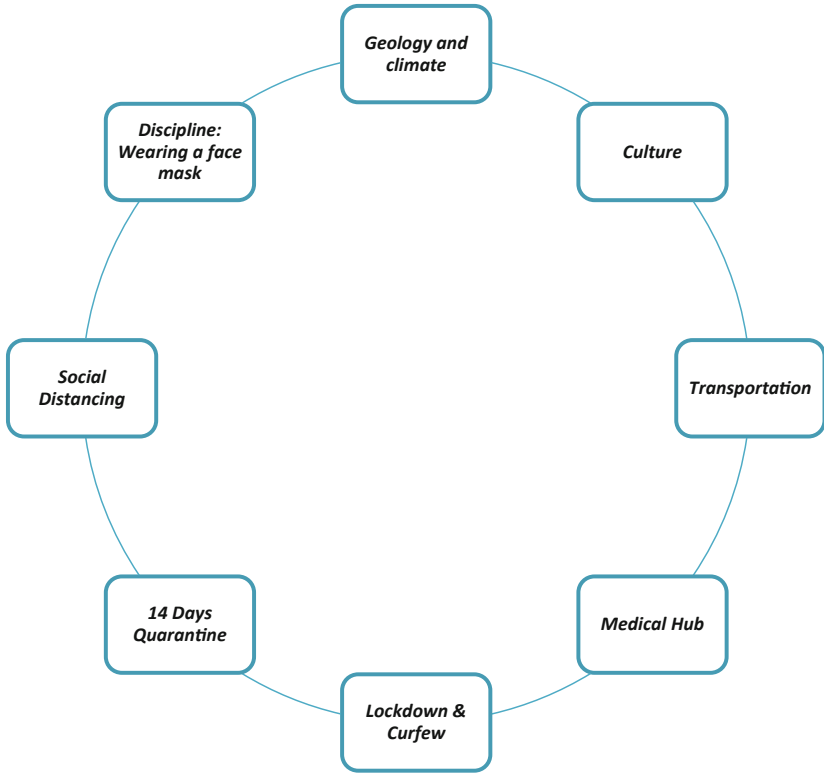 Geology and
climate
Culture
Transportation
Medical Hub
Lockdown &
Curfew
14 Days
Quarantine
Social
Distancing
Discipline:
Wearing a face
mask